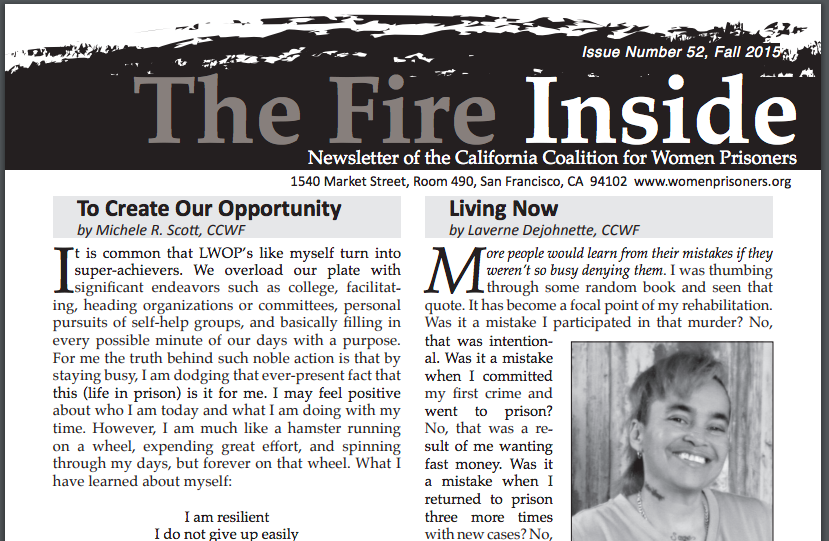 Issue Number 52, Fall 2015
The Fire Inside
Newsletter of the California Coalition for Women Prisoners
1540 Market Street, Room 490, San Francisco, CA  94102  www.womenprisoners.org
To Create Our Opportunity
by Michele R. Scott, CCWF
It is common that LWOP's like myself turn into
super-achievers. We overload our plate with
significant endeavors such as college, facilitat-
ing, heading organizations or committees, personal
pursuits of self-help groups, and basically filling in
every possible minute of our days with a purpose.
For me the truth behind such noble action is that by
staying busy, I am dodging that ever-present fact that
this (life in prison) is it for me. I may feel positive
about who I am today and what I am doing with my
time. However, I am much like a hamster running
on a wheel, expending great effort, and spinning
through my days, but forever on that wheel. What I
have learned about myself:
I am resilient
I do not give up easily
Living Now
by Laverne Dejohnette, CCWF
More people would learn from their mistakes if they
weren't so busy denying them. I was thumbing
through some random book and seen that
quote. It has become a focal point of my rehabilitation.
Was it a mistake I participated in that murder? No,
that was intention-
al. Was it a mistake
when I committed
my first crime and
went to prison?
No, that was a re-
sult of me wanting
fast money. Was it
a mistake when I
returned to prison
three more times
with new cases? No,